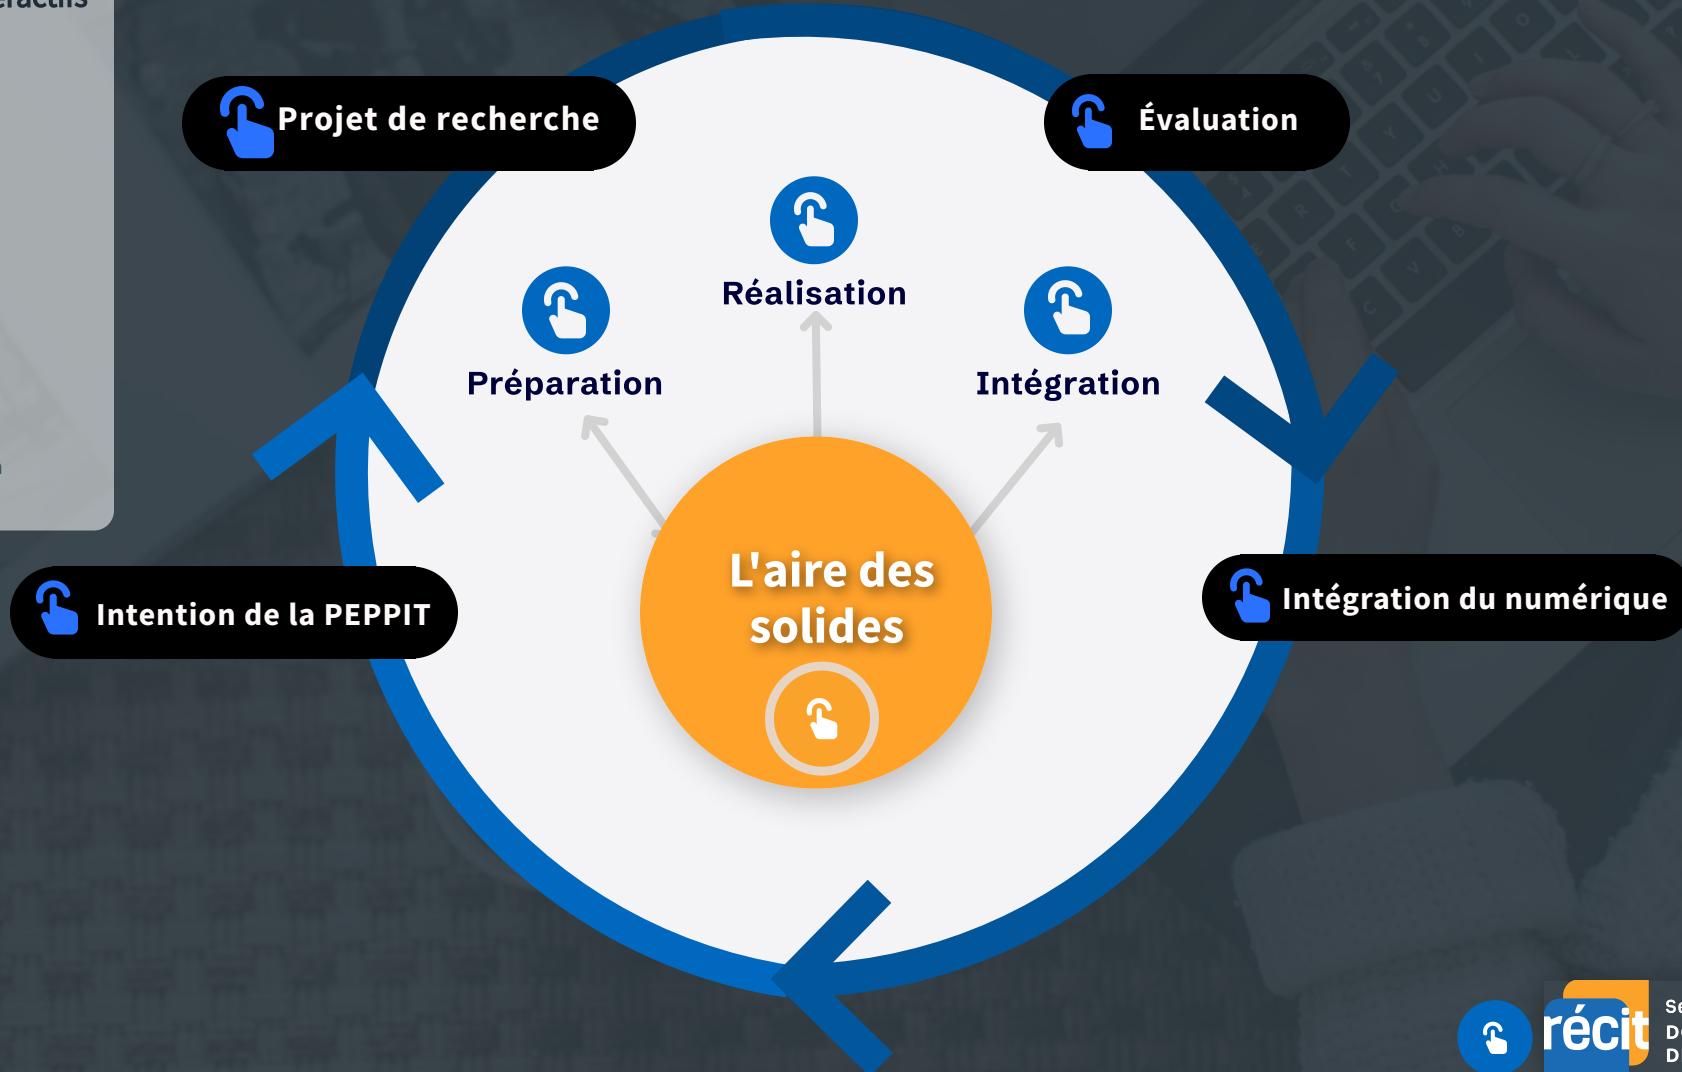 Projet de recherche
Évaluation
Réalisation
Préparation
Intégration
L'aire des
solides
Intention de la PEPPIT
Intégration du numérique
récit